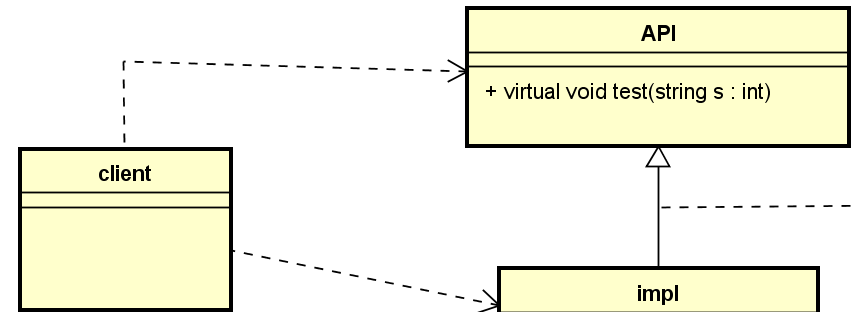 API
+ virtual void test(string s : int)
client
impl